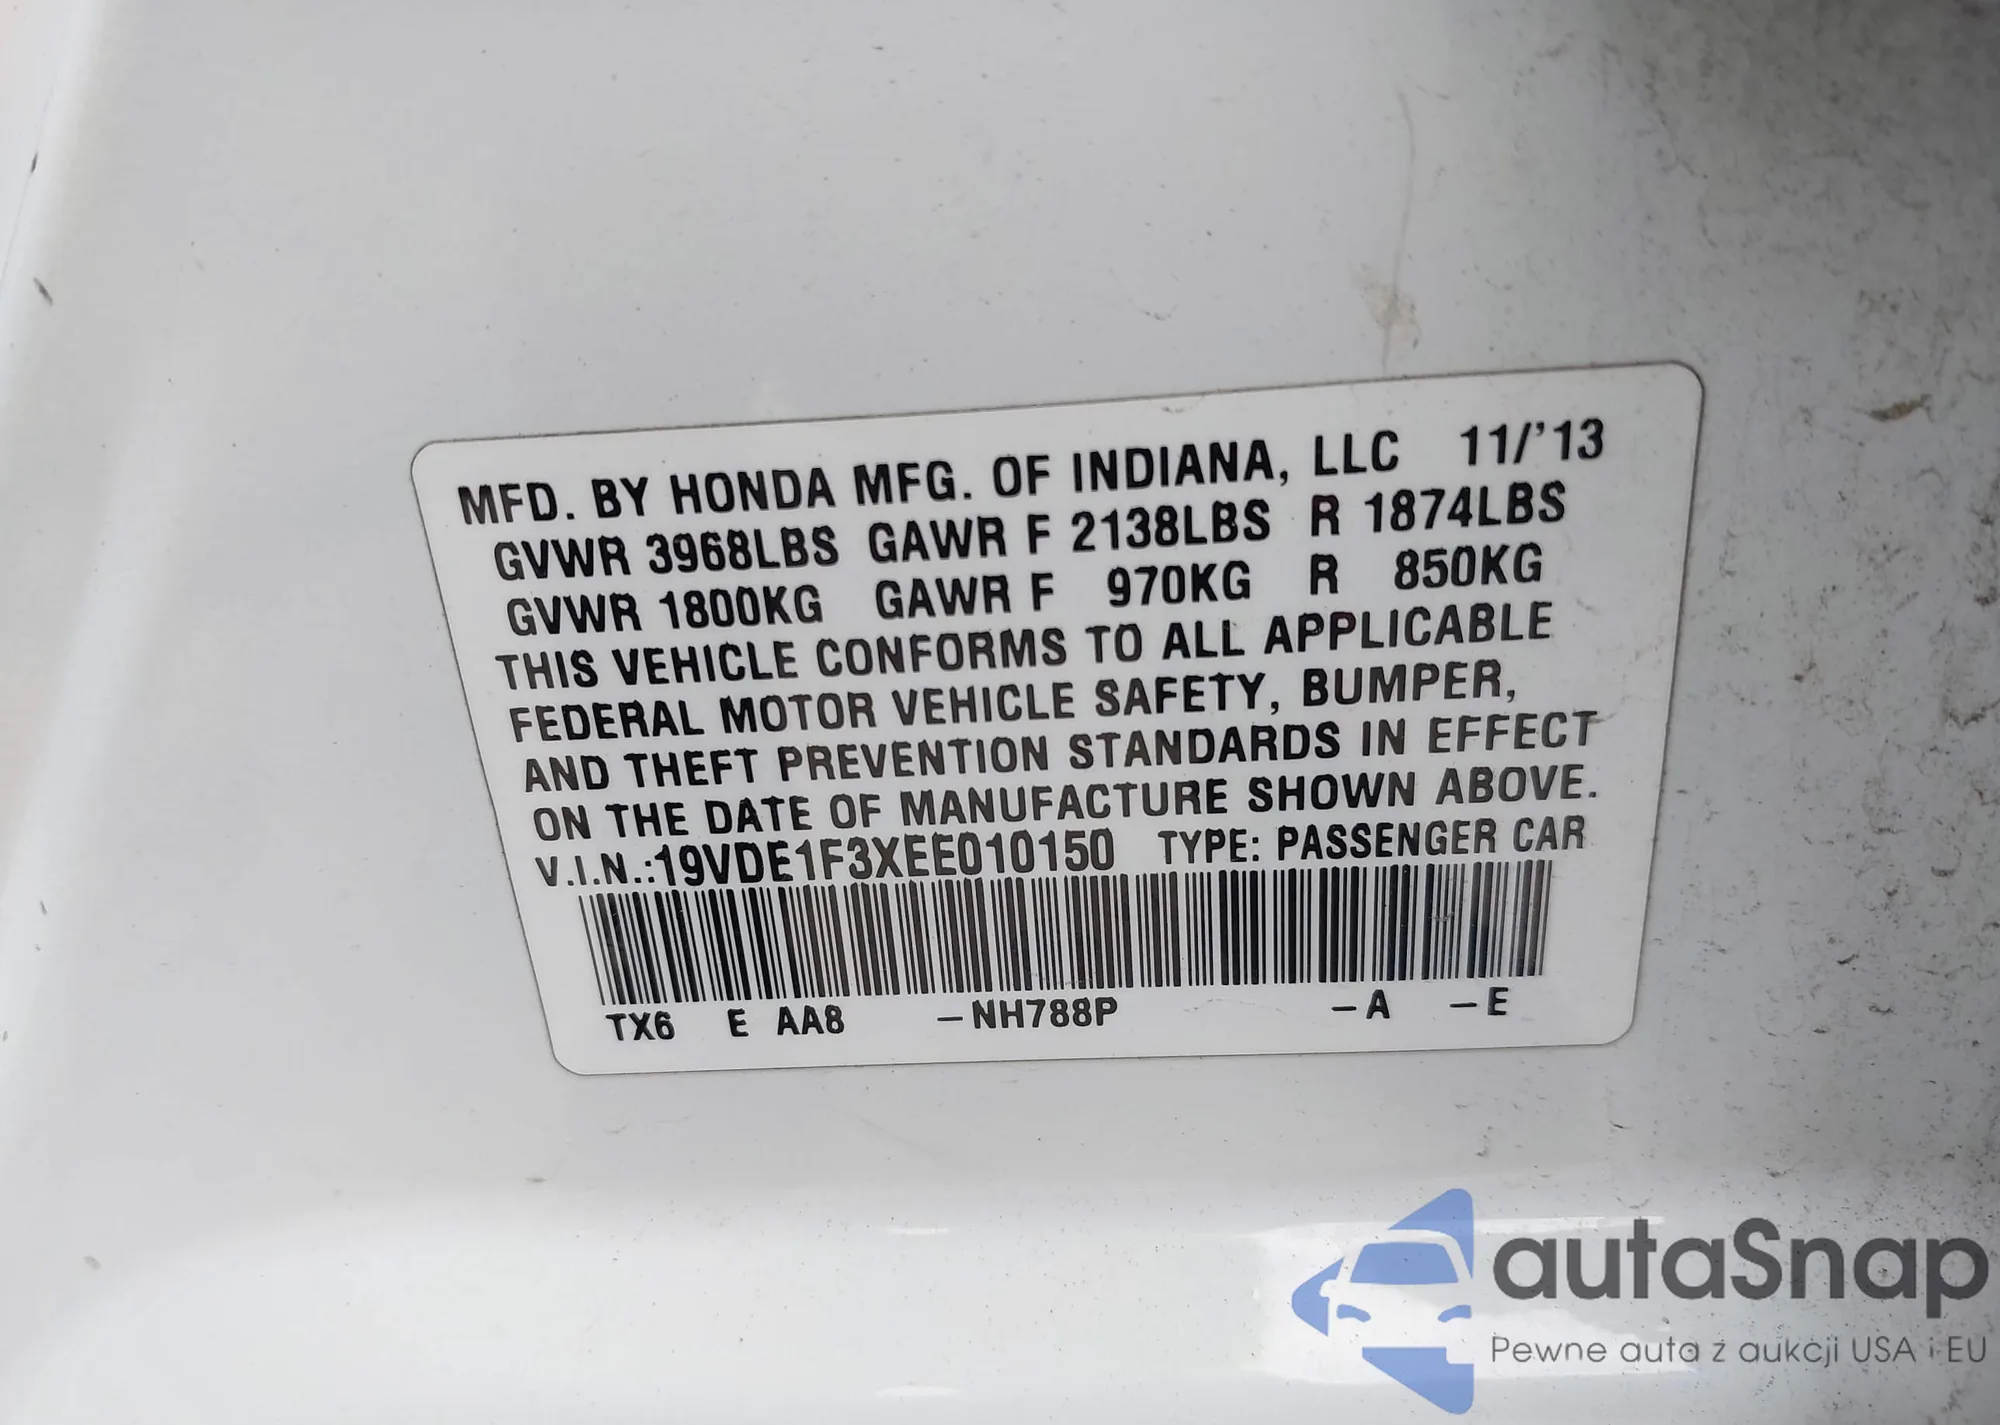 MFD. BY HONDA MFG. OF INDIANA, LLC 11/'13
GVWR 3968LBS GAWR F 2138LBS R 1874LBS
GVWR 1800KG GAWR F 970KG R 850KG
THIS VEHICLE CONFORMS TO ALL APPLICABLE
FEDERAL MOTOR VEHICLE SAFETY, BUMPER,
AND THEFT PREVENTION STANDARDS IN EFFECT
ON THE DATE OF MANUFACTURE SHOWN ABOVE.
V.I.N.:19VDE1F3XEE010150 TYPE: PASSENGER CAR
TX6 E AA8 –NH788P –A –E
autaSnap
Pewne auta z aukcji USA i EU